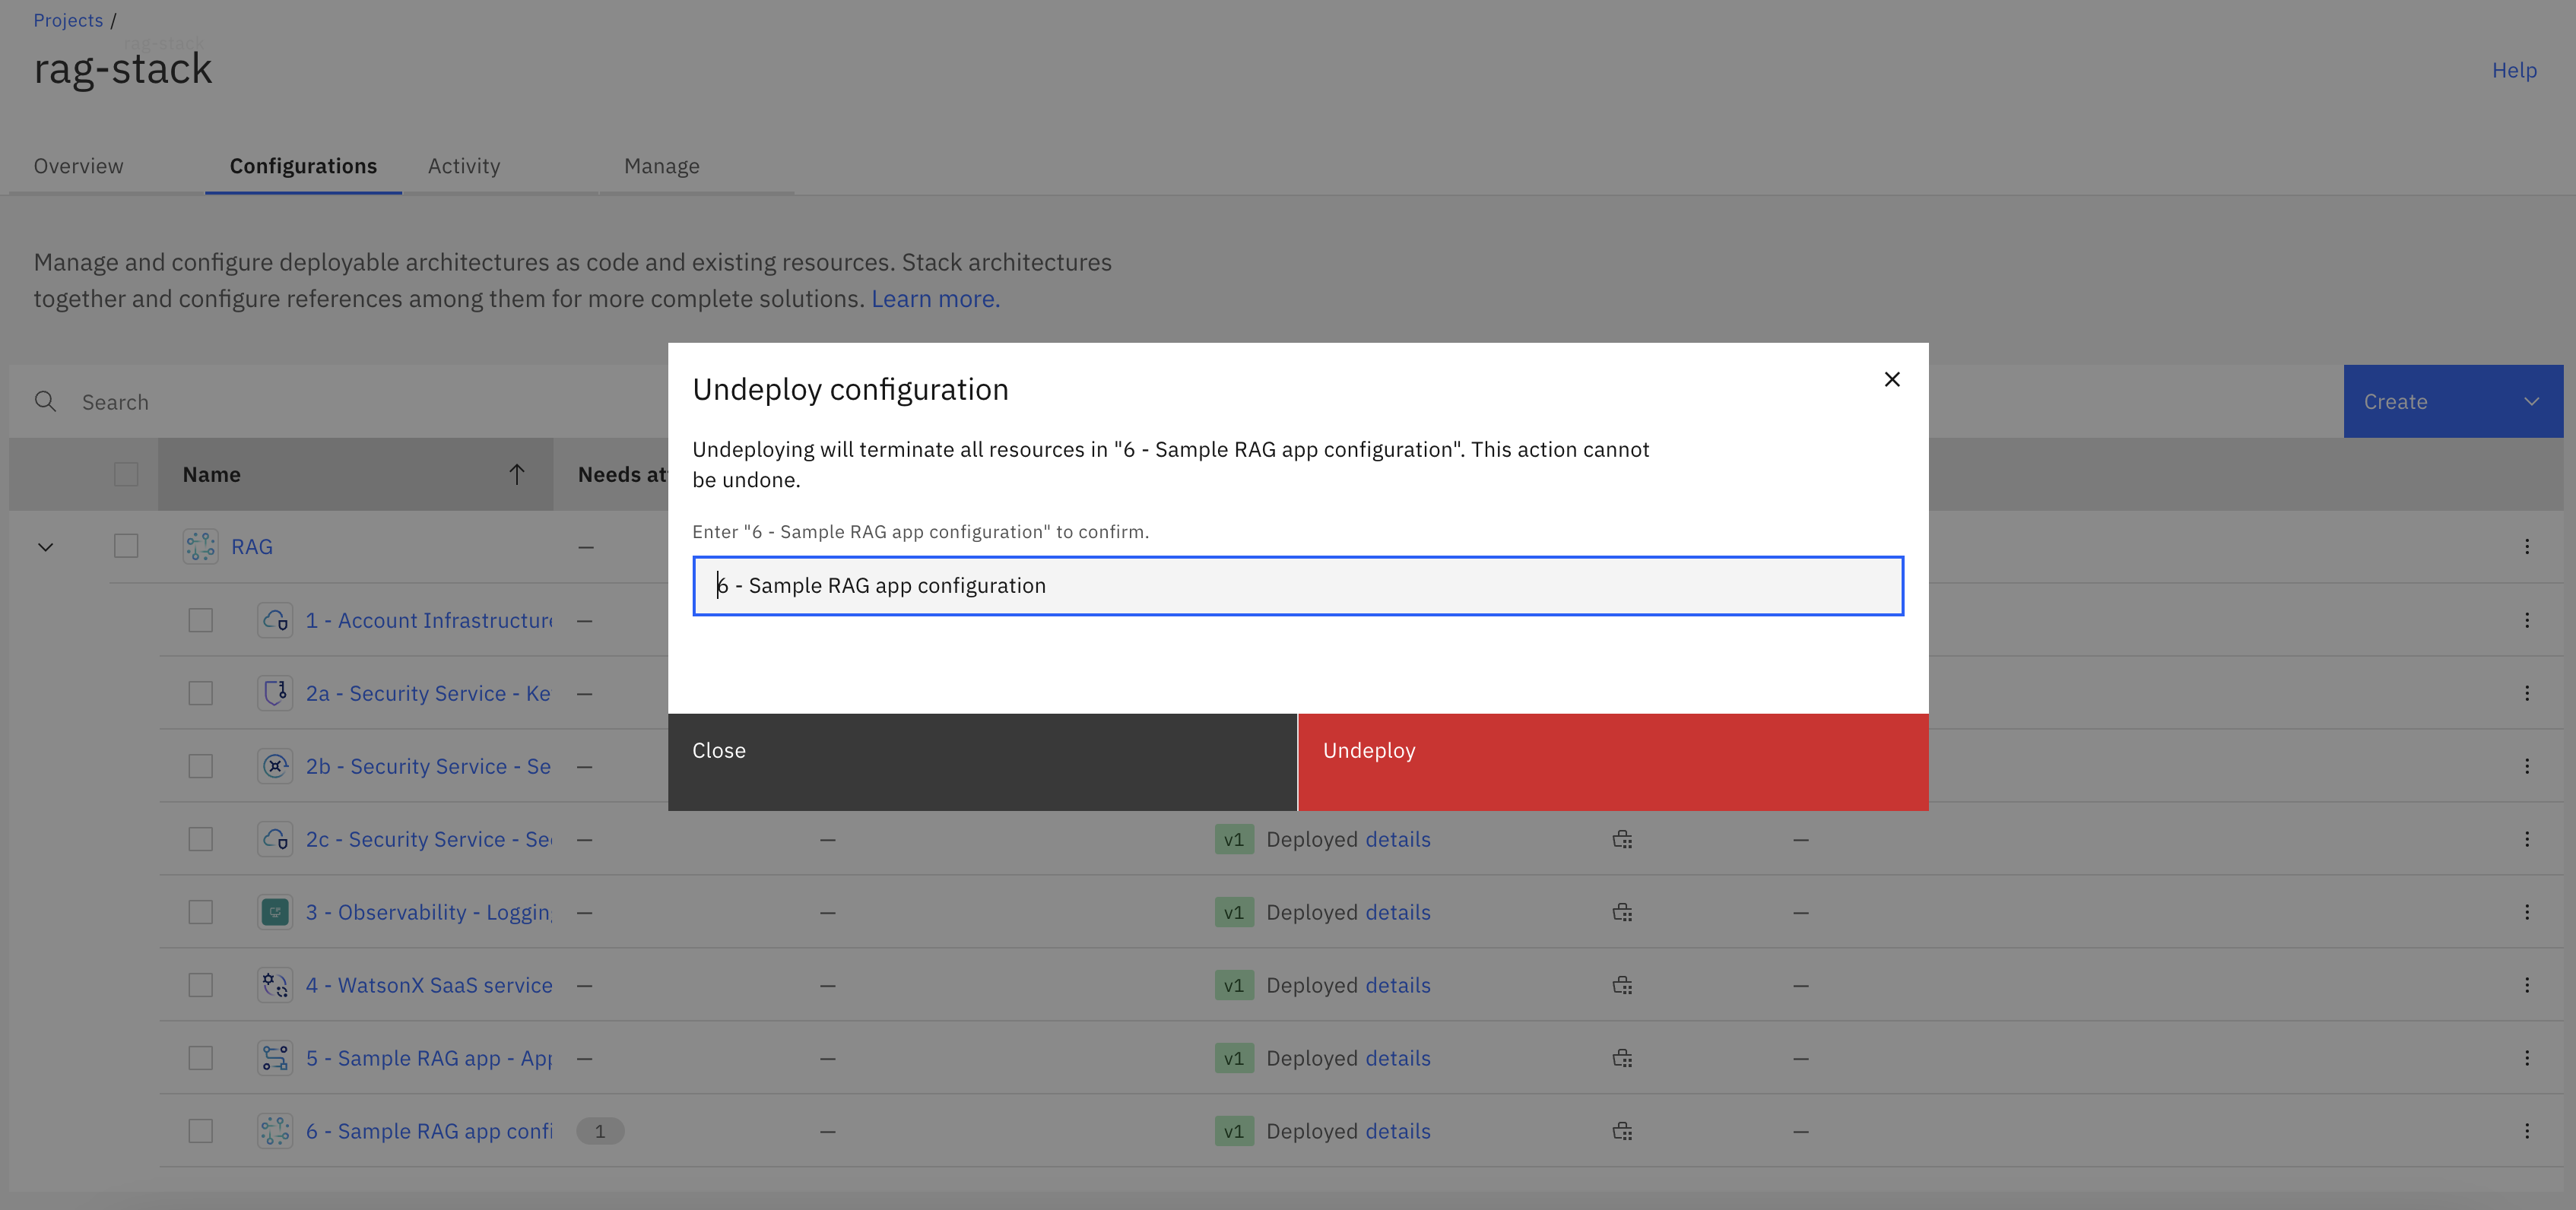 Projects /
rag-stack
rag-stack
Help
Overview Configurations Activity Manage
Manage and configure deployable architectures as code and existing resources. Stack architectures
together and configure references among them for more complete solutions. Learn more.
Undeploy configuration
Undeploying will terminate all resources in "6 - Sample RAG app configuration". This action cannot
be undone.
Enter "6 - Sample RAG app configuration" to confirm.
6 - Sample RAG app configuration
Close Undeploy
Search
Create
Name Needs at
RAG —
1 - Account Infrastructure —
2a - Security Service - Ke —
2b - Security Service - Se —
2c - Security Service - Se — — v1 Deployed details —
3 - Observability - Loggin — — v1 Deployed details —
4 - WatsonX SaaS service — — v1 Deployed details —
5 - Sample RAG app - Ap — — v1 Deployed details —
6 - Sample RAG app confi 1 — v1 Deployed details —